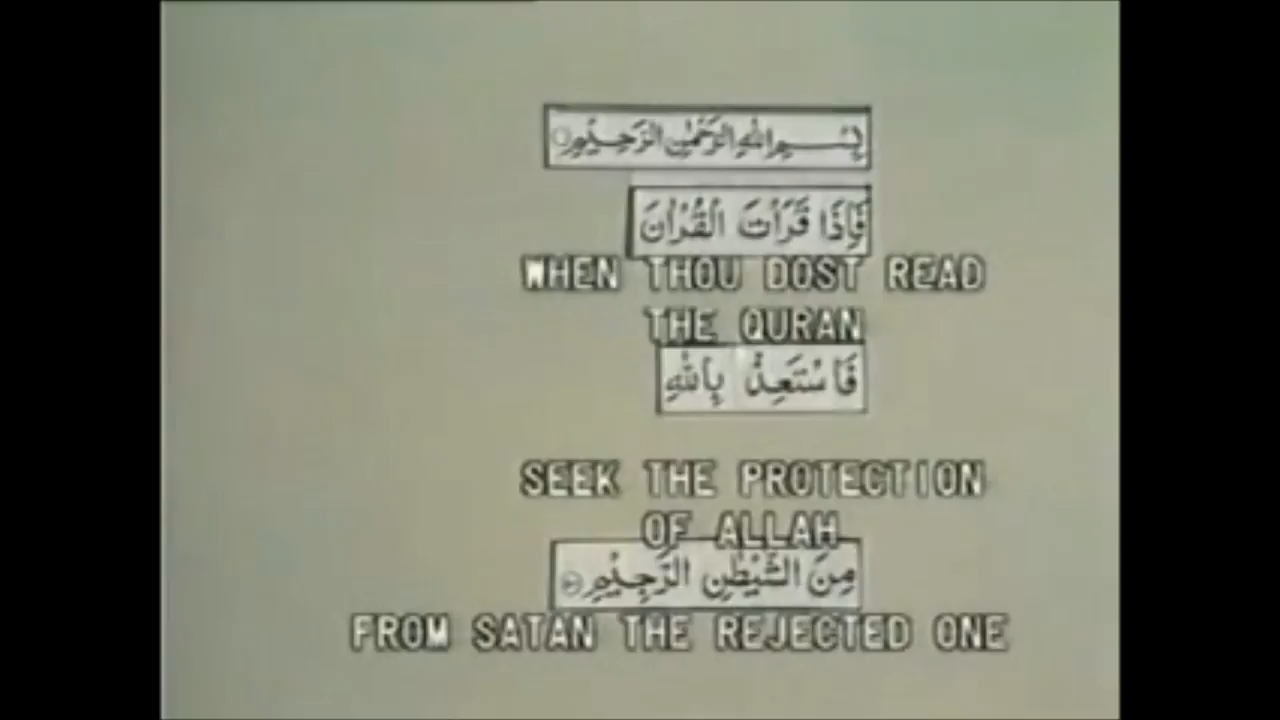 بِسْمِ اللهِ الرَّحْمٰنِ الرَّحِيْمِ
فَاِذَا قَرَاْتَ الْقُرْاٰنَ
WHEN THOU DOST READ
THE QURAN
فَاسْتَعِذْ بِاللهِ
SEEK THE PROTECTION
OF ALLAH
مِنَ الشَّيْطٰنِ الرَّجِيْمِ
FROM SATAN THE REJECTED ONE